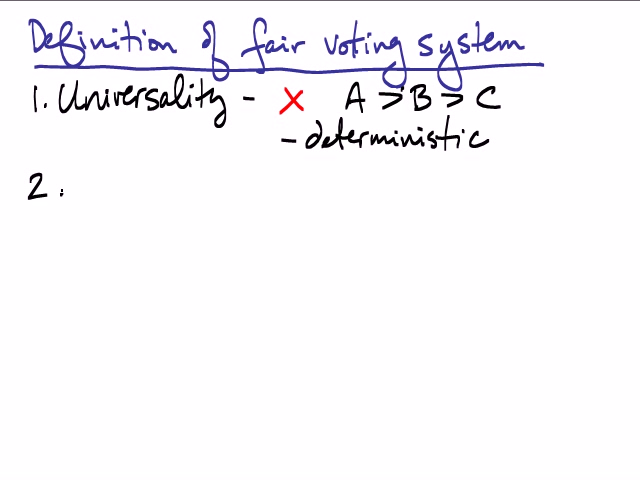 Definition of fair voting system
1. Universality - X A > B > C
- deterministic
2.